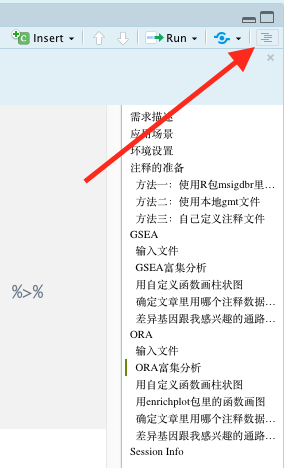 Insert
Run
需求描述
应用场景
环境设置
注释的准备
方法一：使用R包msigdbr里…
方法二：使用本地gmt文件
方法三：自己定义注释文件
GSEA
输入文件
GSEA富集分析
用自定义函数画柱状图
确定文章里用哪个注释数据…
差异基因跟我感兴趣的通路…
%>%
ORA
输入文件
ORA富集分析
用自定义函数画柱状图
用enrichplot包里的函数画图
确定文章里用哪个注释数据…
差异基因跟我感兴趣的通路…
Session Info